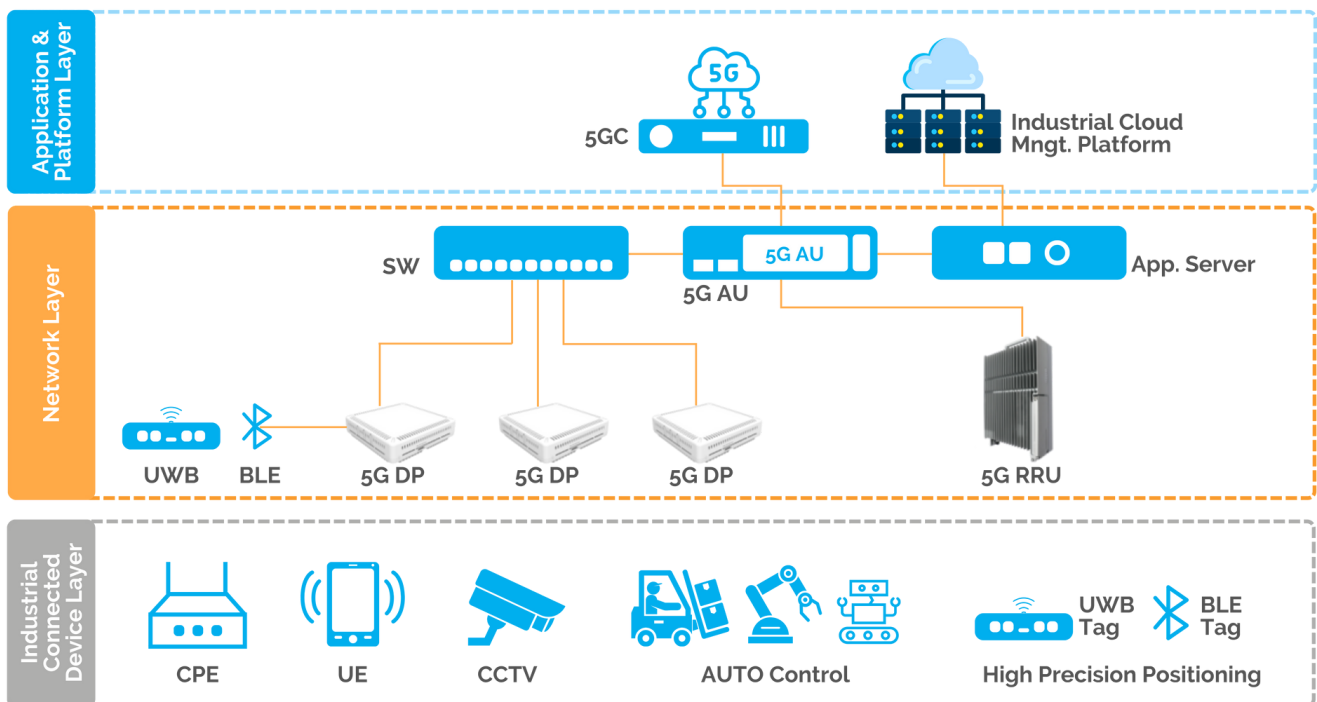 Application &
Platform Layer
5G
5GC
Industrial Cloud
Mngt. Platform
Network Layer
SW
5G AU
5G AU
App. Server
UWB
BLE
5G DP
5G DP
5G DP
5G RRU
Industrial
Connected
Device Layer
CPE
UE
CCTV
AUTO Control
UWB
Tag
BLE
Tag
High Precision Positioning